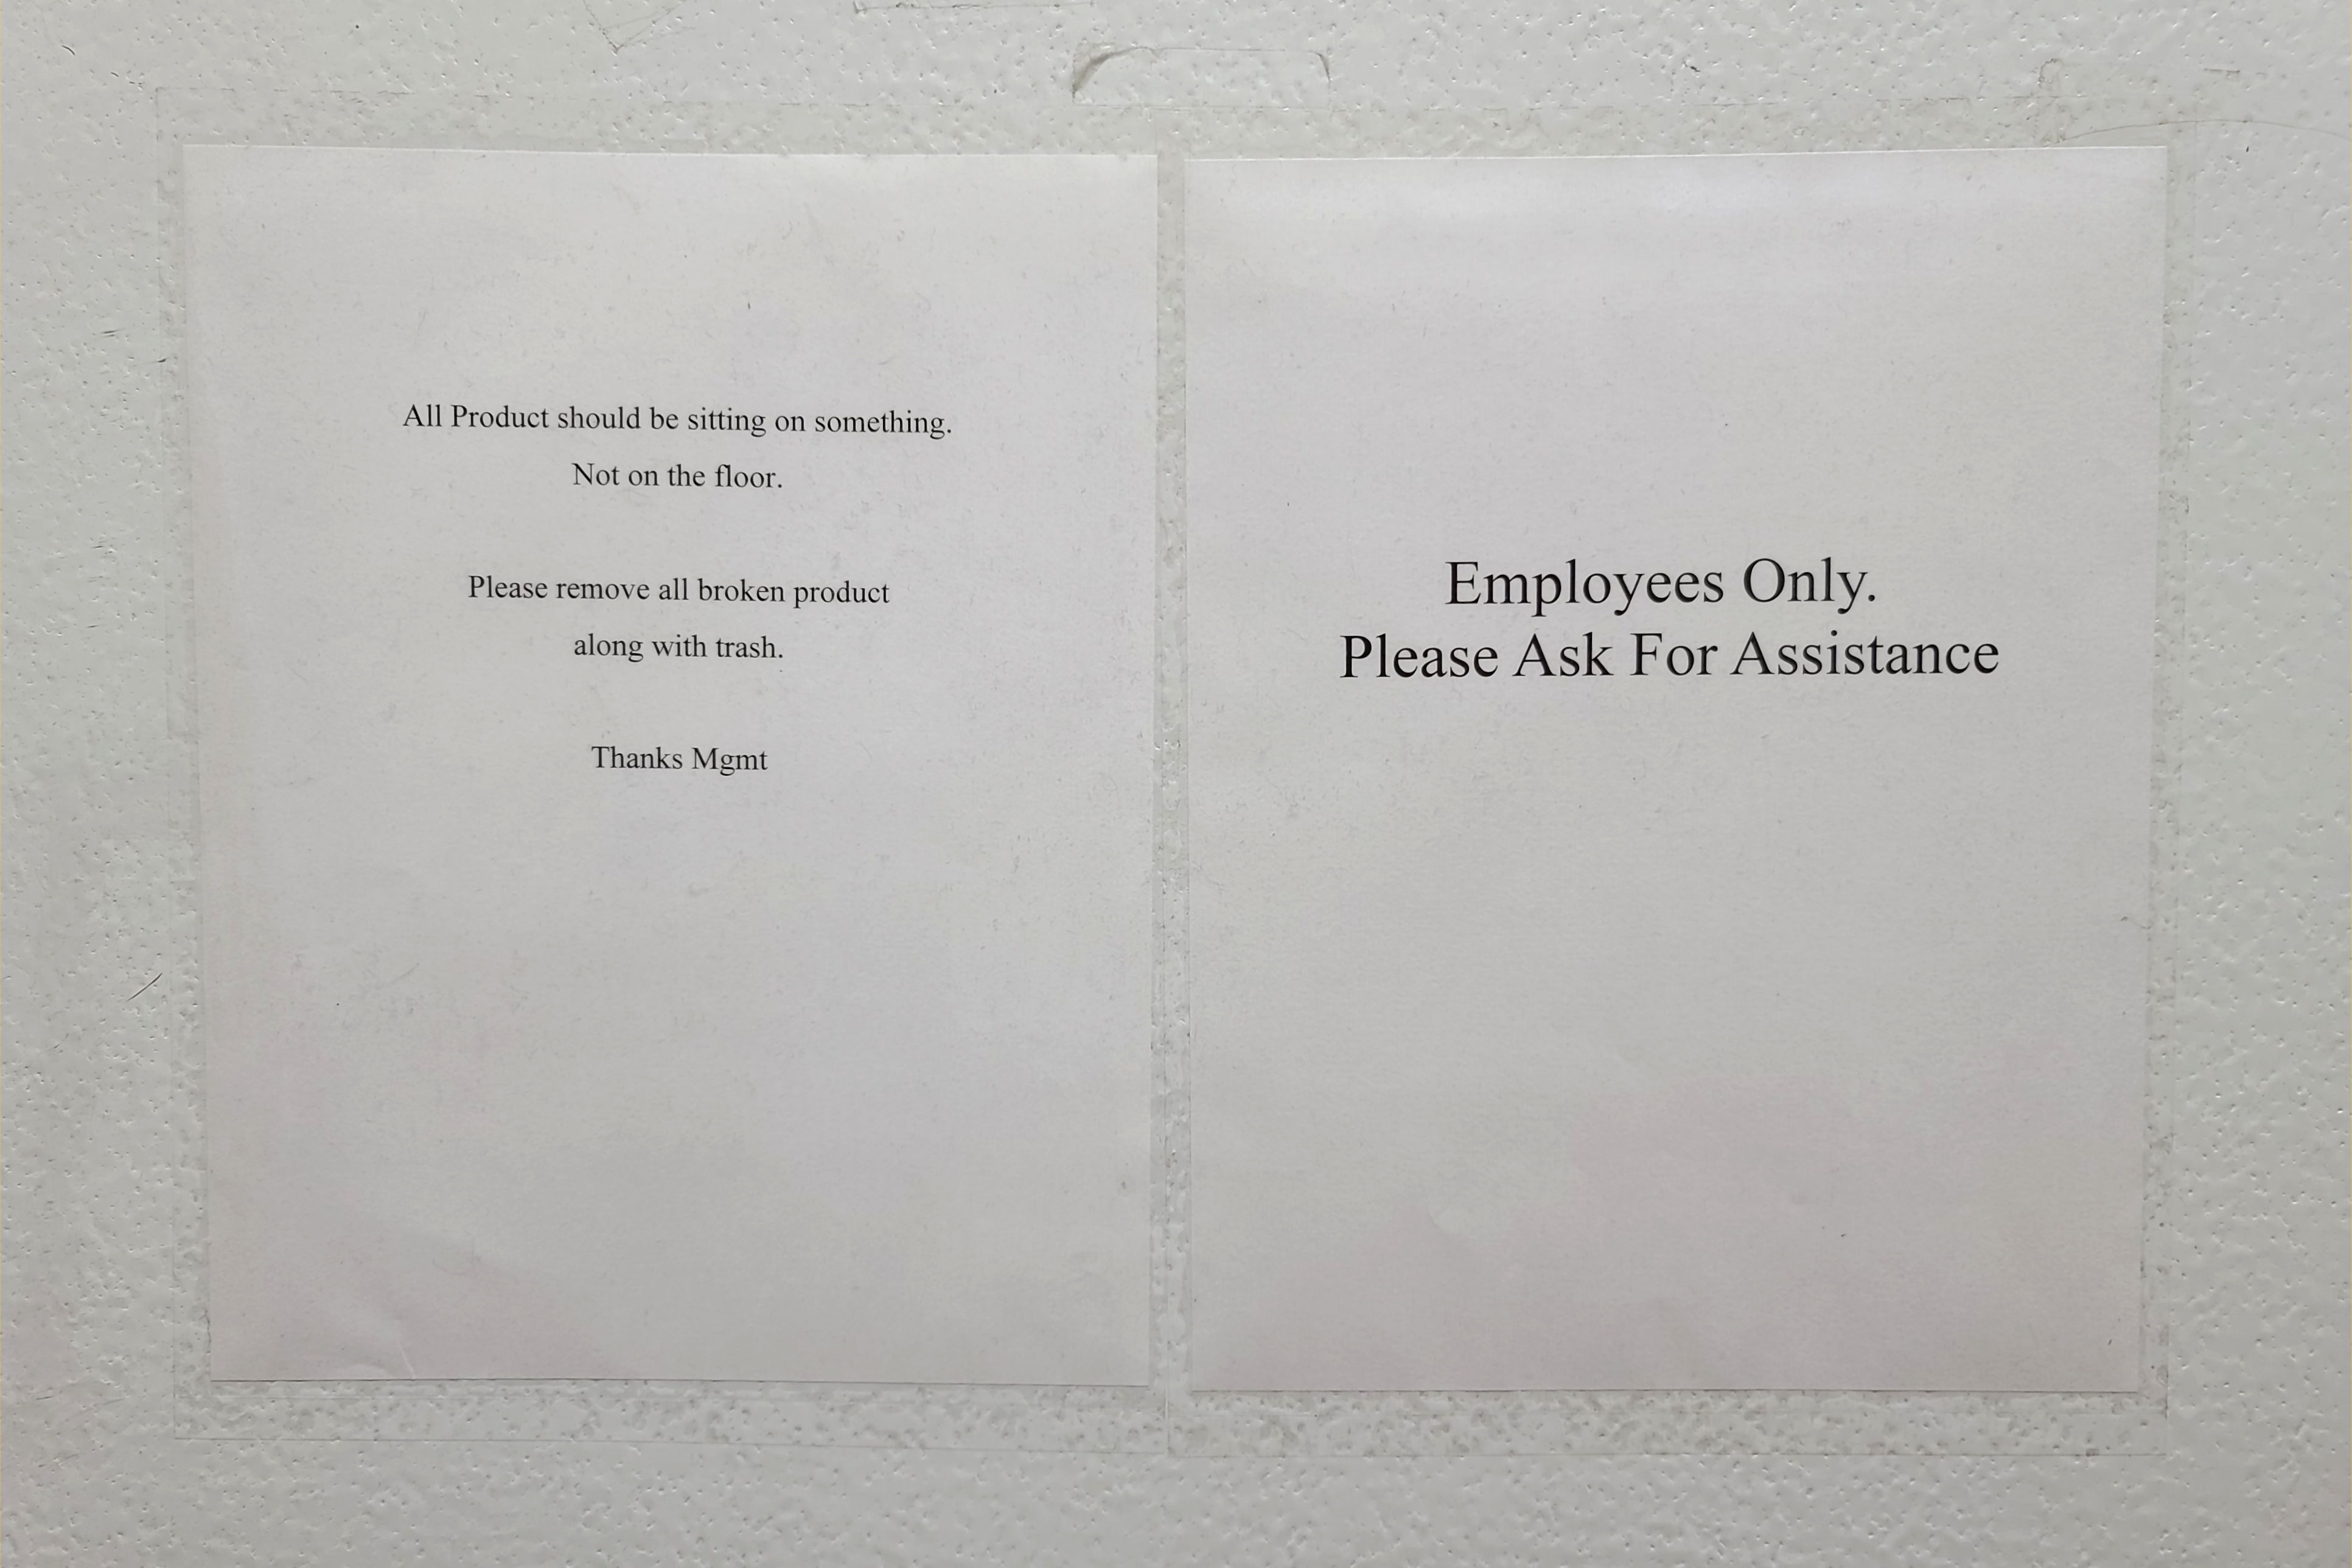 All Product should be sitting on something.
Not on the floor.
Please remove all broken product
along with trash.
Thanks Mgmt
Employees Only.
Please Ask For Assistance